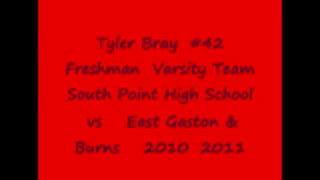 Tyler Bray #42
Freshman Varsity Team
South Point High School
vs East Gaston &
Burns 2010 2011